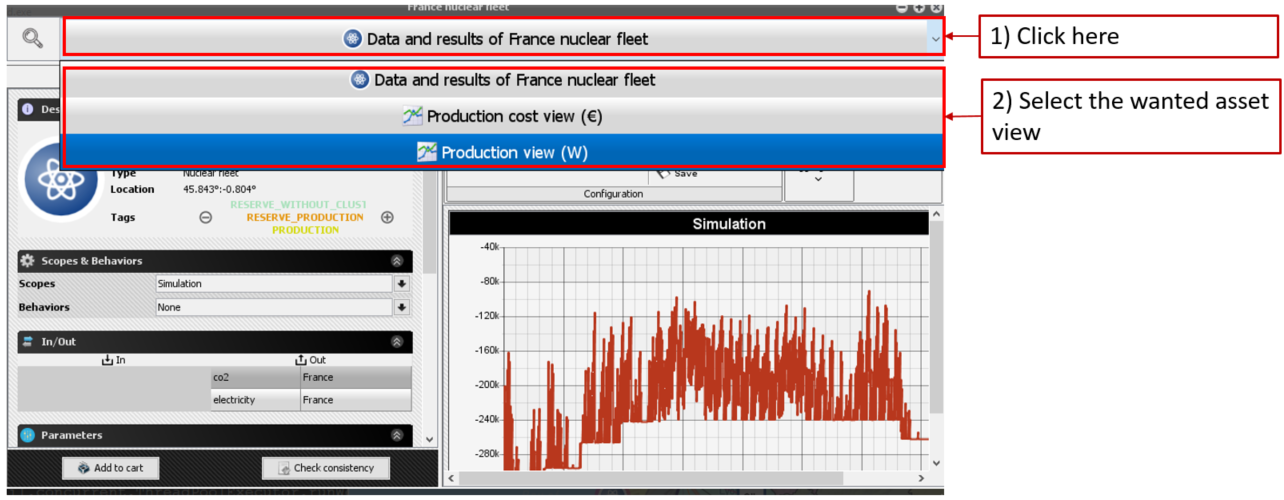 France nuclear fleet
Data and results of France nuclear fleet
1) Click here
Data and results of France nuclear fleet
Production cost view (€)
Production view (W)
2) Select the wanted asset
view
Des
Type Nuclear fleet
Location 45.843°:-0.804°
Tags
RESERVE_WITHOUT_CLUST
RESERVE_PRODUCTION
PRODUCTION
Scopes & Behaviors
Scopes Simulation
Behaviors None
In/Out
In Out
co2 France
electricity France
Parameters
Add to cart Check consistency
Save
Configuration
Simulation
-40k
-80k
-120k
-160k
-200k
-240k
-280k